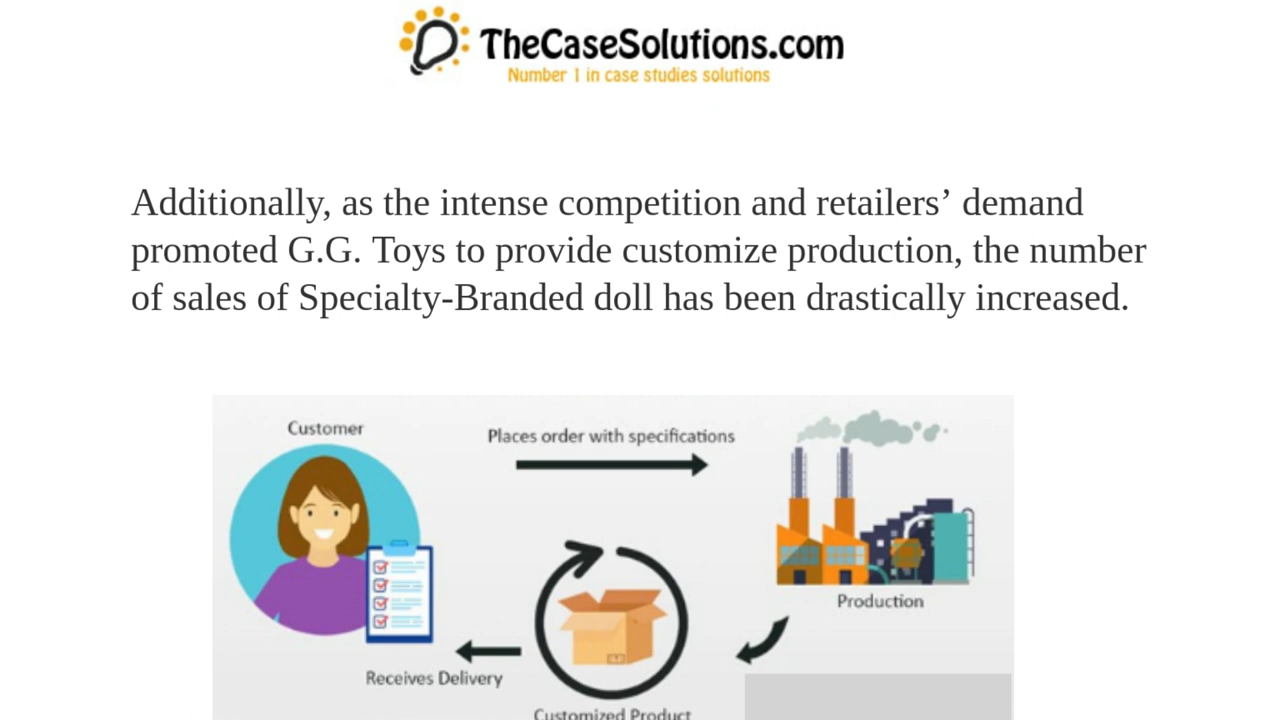 TheCaseSolutions.com
Number 1 in case studies solutions
Additionally, as the intense competition and retailers’ demand
promoted G.G. Toys to provide customize production, the number
of sales of Specialty-Branded doll has been drastically increased.
Customer
Places order with specifications
Production
Receives Delivery
Customized Product